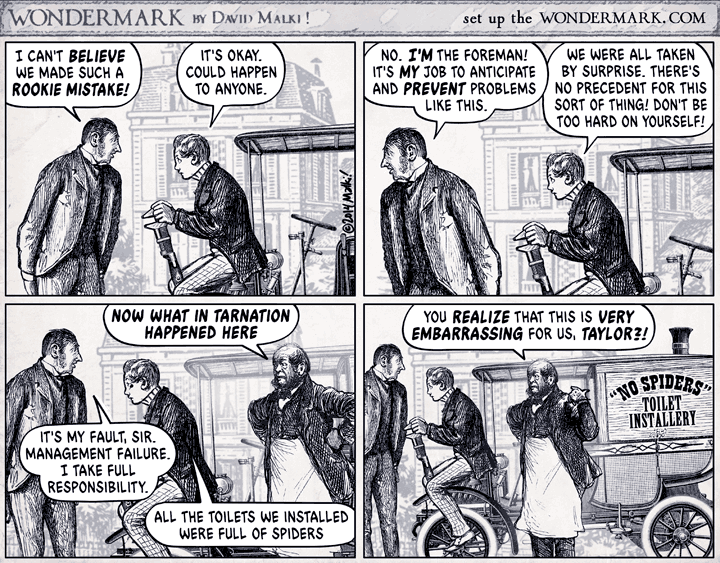 WONDERMARK BY DAVID MALKI !
set up the WONDERMARK.COM
I CAN'T BELIEVE
WE MADE SUCH A
ROOKIE MISTAKE!
IT'S OKAY.
COULD HAPPEN
TO ANYONE.
©2014 Malki!
NO. I'M THE FOREMAN!
IT'S MY JOB TO ANTICIPATE
AND PREVENT PROBLEMS
LIKE THIS.
WE WERE ALL TAKEN
BY SURPRISE. THERE'S
NO PRECEDENT FOR THIS
SORT OF THING! DON'T BE
TOO HARD ON YOURSELF!
NOW WHAT IN TARNATION
HAPPENED HERE
IT'S MY FAULT, SIR.
MANAGEMENT FAILURE.
I TAKE FULL
RESPONSIBILITY.
ALL THE TOILETS WE INSTALLED
WERE FULL OF SPIDERS
YOU REALIZE THAT THIS IS VERY
EMBARRASSING FOR US, TAYLOR?!
"NO SPIDERS"
TOILET
INSTALLERY